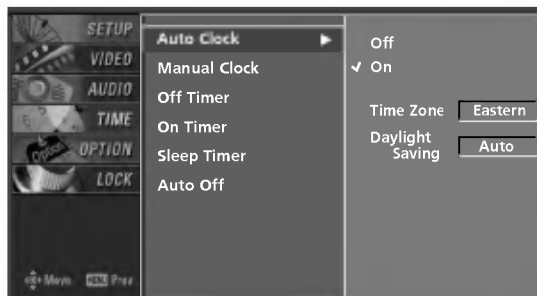 SETUP
VIDEO
AUDIO
TIME
OPTION
LOCK
Move MENU Prev
Auto Clock
Manual Clock
Off Timer
On Timer
Sleep Timer
Auto Off
Off
On
Time Zone Eastern
Daylight
Saving Auto